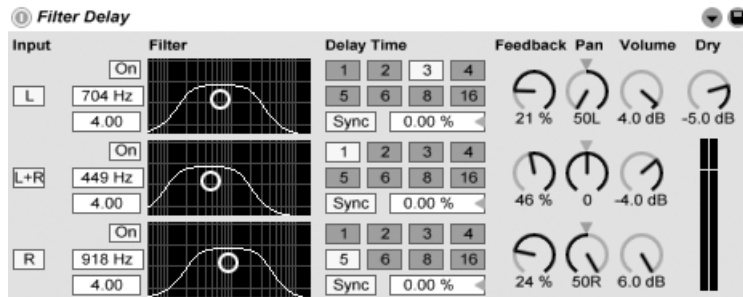 Filter Delay
Input Filter Delay Time Feedback Pan Volume Dry
On 1 2 3 4
L 704 Hz 5 6 8 16
4.00 Sync 0.00 % 21 % 50L 4.0 dB -5.0 dB
On 1 2 3 4
L+R 449 Hz 5 6 8 16
4.00 Sync 0.00 % 46 % 0 -4.0 dB
On 1 2 3 4
R 918 Hz 5 6 8 16
4.00 Sync 0.00 % 24 % 50R 6.0 dB